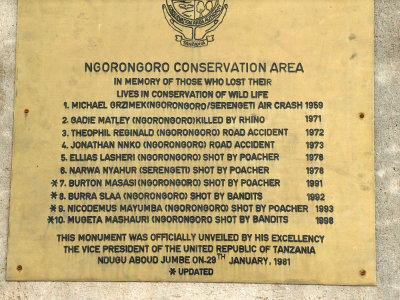 NGORONGORO CONSERVATION AREA
IN MEMORY OF THOSE WHO LOST THEIR
LIVES IN CONSERVATION OF WILD LIFE
1. MICHAEL GRZIMEK(NGORONGORO/SERENGETI AIR CRASH 1959
2. GADIE MATLEY (NGORONGORO)KILLED BY RHINO 1971
3. THEOPHIL REGINALD (NGORONGORO) ROAD ACCIDENT 1972
4. JONATHAN NNKO (NGORONGORO) ROAD ACCIDENT 1973
5. ELLIAS LASHERI (NGORONGORO) SHOT BY POACHER 1978
6. NARWA NYAHUR (SERENGETI) SHOT BY POACHER 1978
*7. BURTON MASASI (NGORONGORO) SHOT BY POACHER 1991
*8. BURRA SLAA (NGORONGORO) SHOT BY BANDITS 1992
*9. NICODEMUS MAYUMBA (NGORONGORO) SHOT BY POACHER 1993
*10. MUGETA MASHAURI (NGORONGORO) SHOT BY BANDITS 1998
THIS MONUMENT WAS OFFICIALLY UNVEILED BY HIS EXCELLENCY
THE VICE PRESIDENT OF THE UNITED REPUBLIC OF TANZANIA
NDUGU ABOUD JUMBE ON-29TH JANUARY, 1981
* UPDATED